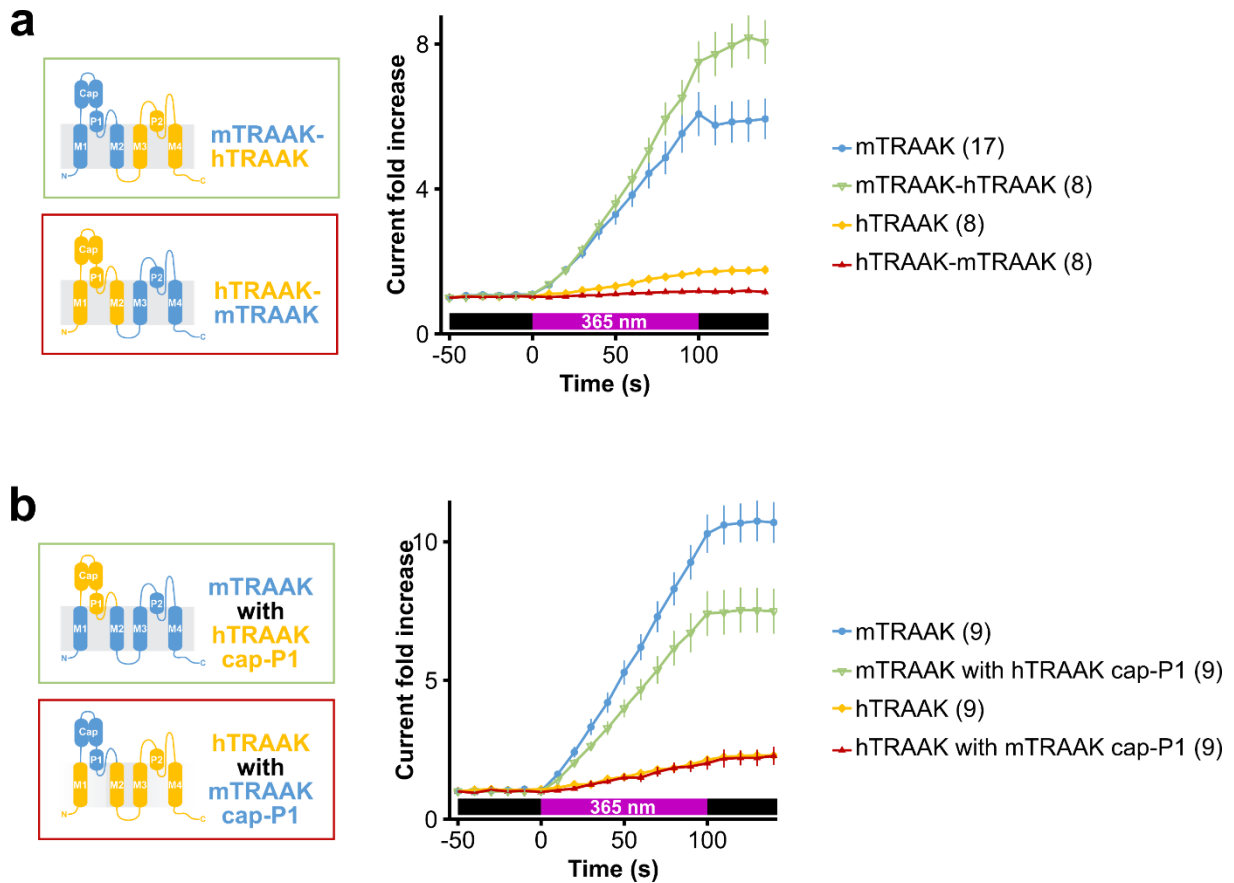 a
Cap
P1
P2
M1
M2
M3
M4
N
C
mTRAAK-
hTRAAK
Cap
P1
P2
M1
M2
M3
M4
N
C
hTRAAK-
mTRAAK
Current fold increase
8
4
0
365 nm
-50
0
50
100
Time (s)
mTRAAK (17)
mTRAAK-hTRAAK (8)
hTRAAK (8)
hTRAAK-mTRAAK (8)
b
Cap
P1
P2
M1
M2
M3
M4
N
C
mTRAAK
with
hTRAAK
cap-P1
Cap
P1
P2
M1
M2
M3
M4
N
C
hTRAAK
with
mTRAAK
cap-P1
Current fold increase
10
5
0
365 nm
-50
0
50
100
Time (s)
mTRAAK (9)
mTRAAK with hTRAAK cap-P1 (9)
hTRAAK (9)
hTRAAK with mTRAAK cap-P1 (9)